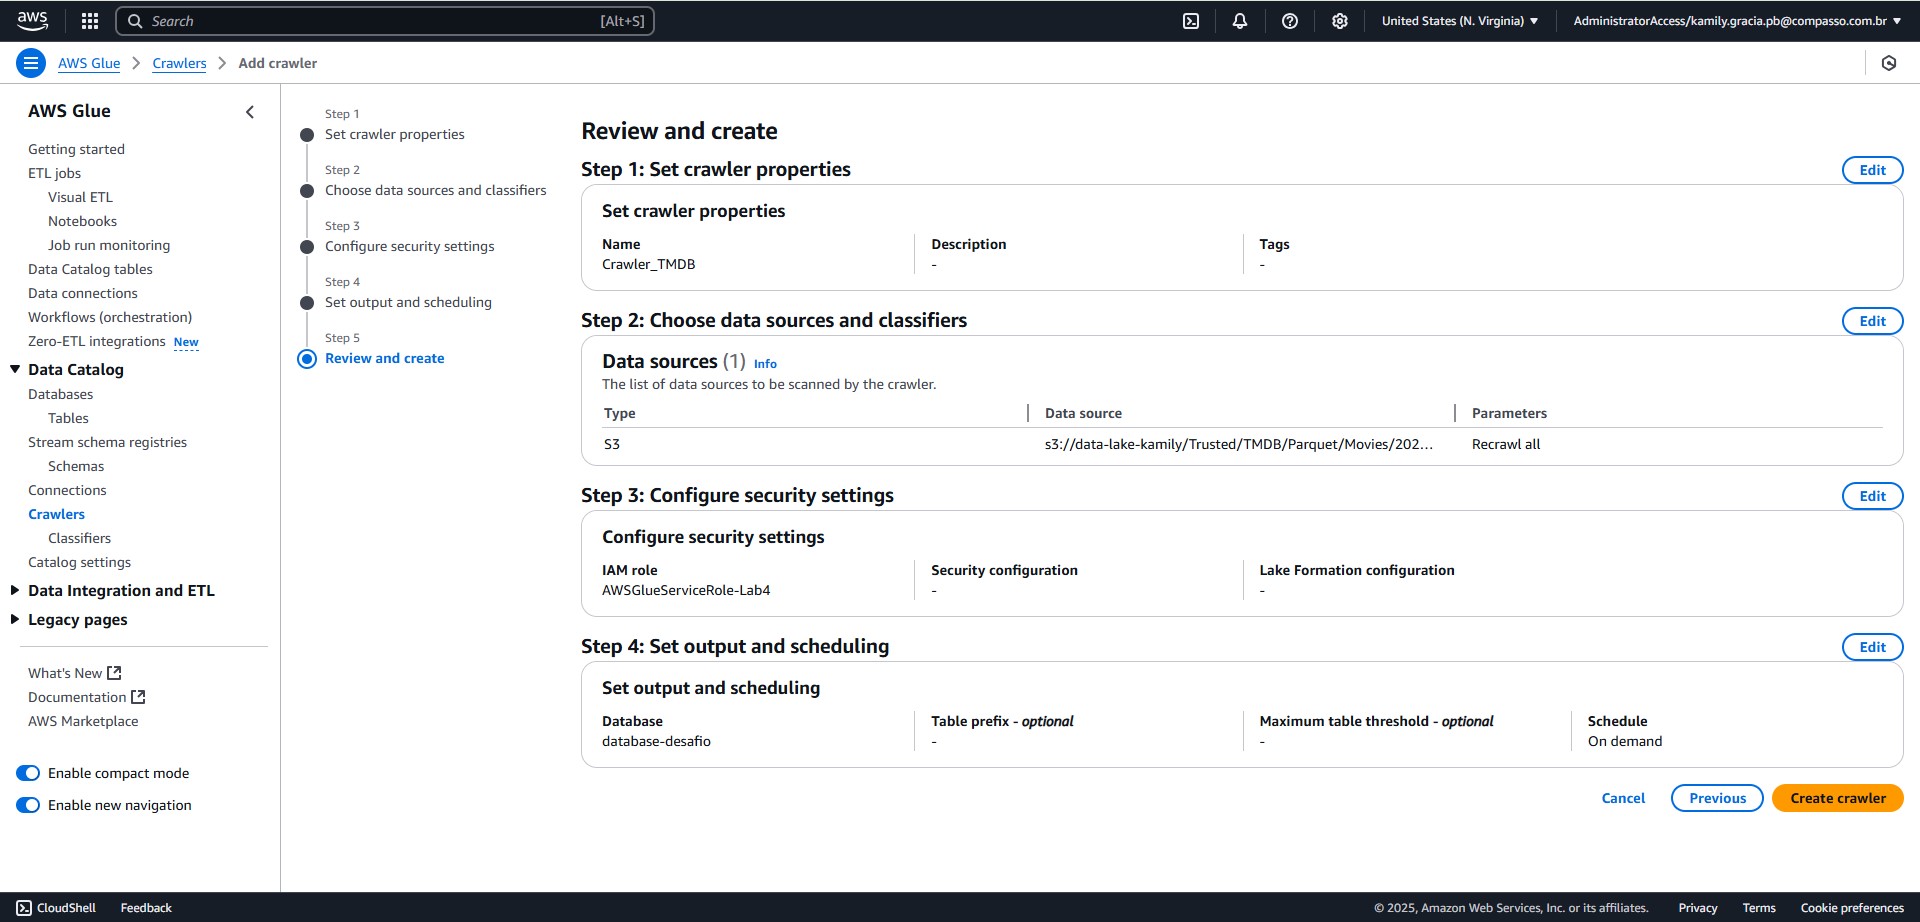 aws
Search [Alt+S]
United States (N. Virginia) ▼
AdministratorAccess/kamily.gracia.pb@compasso.com.br ▼
AWS Glue > Crawlers > Add crawler
AWS Glue
Getting started
ETL jobs
Visual ETL
Notebooks
Job run monitoring
Data Catalog tables
Data connections
Workflows (orchestration)
Zero-ETL integrations New
Data Catalog
Databases
Tables
Stream schema registries
Schemas
Connections
Crawlers
Classifiers
Catalog settings
Data Integration and ETL
Legacy pages
What's New
Documentation
AWS Marketplace
Enable compact mode
Enable new navigation
Step 1
Set crawler properties
Step 2
Choose data sources and classifiers
Step 3
Configure security settings
Step 4
Set output and scheduling
Step 5
Review and create
Review and create
Step 1: Set crawler properties
Edit
Set crawler properties
Name Description Tags
Crawler_TMDB - -
Step 2: Choose data sources and classifiers
Edit
Data sources (1) Info
The list of data sources to be scanned by the crawler.
Type Data source Parameters
S3 s3://data-lake-kamily/Trusted/TMDB/Parquet/Movies/202... Recrawl all
Step 3: Configure security settings
Edit
Configure security settings
IAM role Security configuration Lake Formation configuration
AWSGlueServiceRole-Lab4 - -
Step 4: Set output and scheduling
Edit
Set output and scheduling
Database Table prefix - optional Maximum table threshold - optional Schedule
database-desafio - - On demand
Cancel Previous Create crawler
CloudShell Feedback
© 2025, Amazon Web Services, Inc. or its affiliates. Privacy Terms Cookie preferences